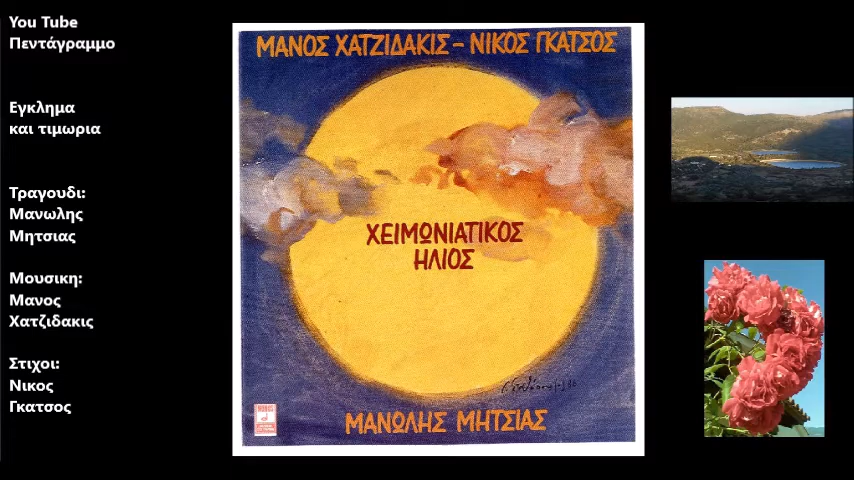 You Tube
Πεντάγραμμο
Εγκλημα
και τιμωρια
Τραγουδι:
Μανωλης
Μητσιας
Μουσικη:
Μανος
Χατζιδακις
Στιχοι:
Νικος
Γκατσος
ΜΑΝΟΣ ΧΑΤΖΙΔΑΚΙΣ - ΝΙΚΟΣ ΓΚΑΤΣΟΣ
ΧΕΙΜΩΝΙΑΤΙΚΟΣ
ΗΛΙΟΣ
ΜΑΝΩΛΗΣ ΜΗΤΣΙΑΣ